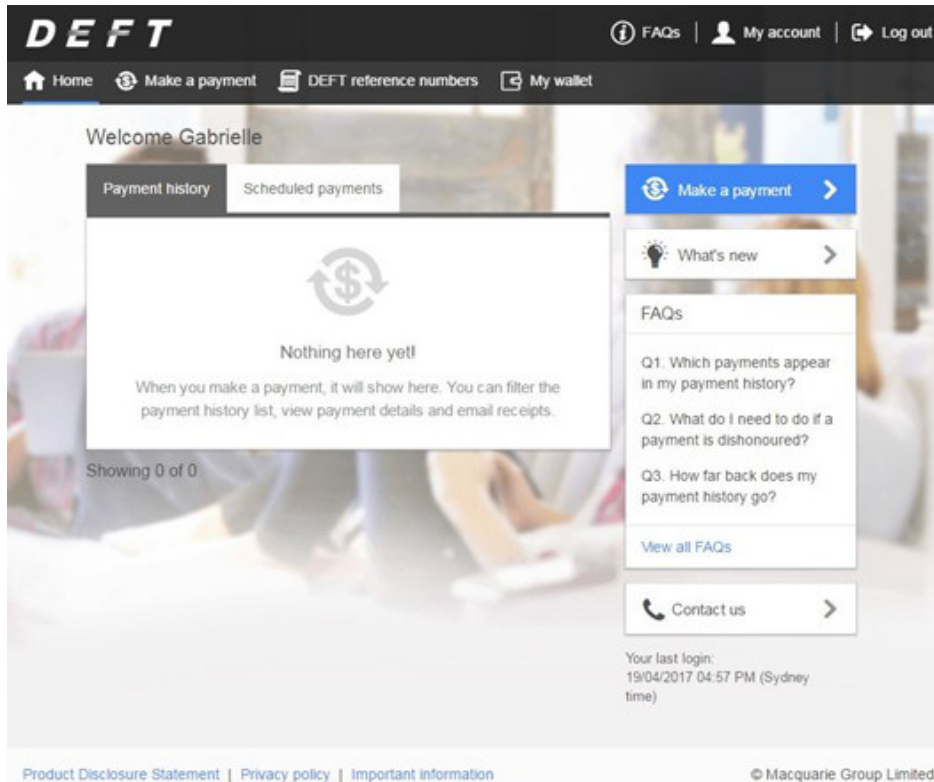 DEFT
FAQs | My account | Log out
Home Make a payment DEFT reference numbers My wallet
Welcome Gabrielle
Payment history Scheduled payments
Nothing here yet!
When you make a payment, it will show here. You can filter the
payment history list, view payment details and email receipts.
Showing 0 of 0
Make a payment
What's new
FAQs
Q1. Which payments appear
in my payment history?
Q2. What do I need to do if a
payment is dishonoured?
Q3. How far back does my
payment history go?
View all FAQs
Contact us
Your last login:
19/04/2017 04:57 PM (Sydney
time)
Product Disclosure Statement | Privacy policy | Important information
© Macquarie Group Limited